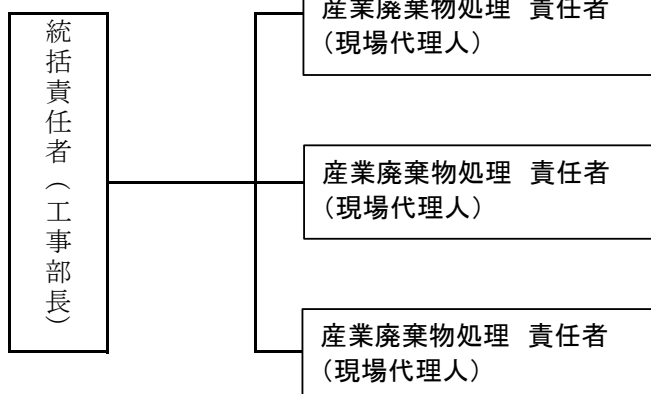 統括責任者（工事部長）
産業廃棄物処理 責任者
（現場代理人）
産業廃棄物処理 責任者
（現場代理人）
産業廃棄物処理 責任者
（現場代理人）